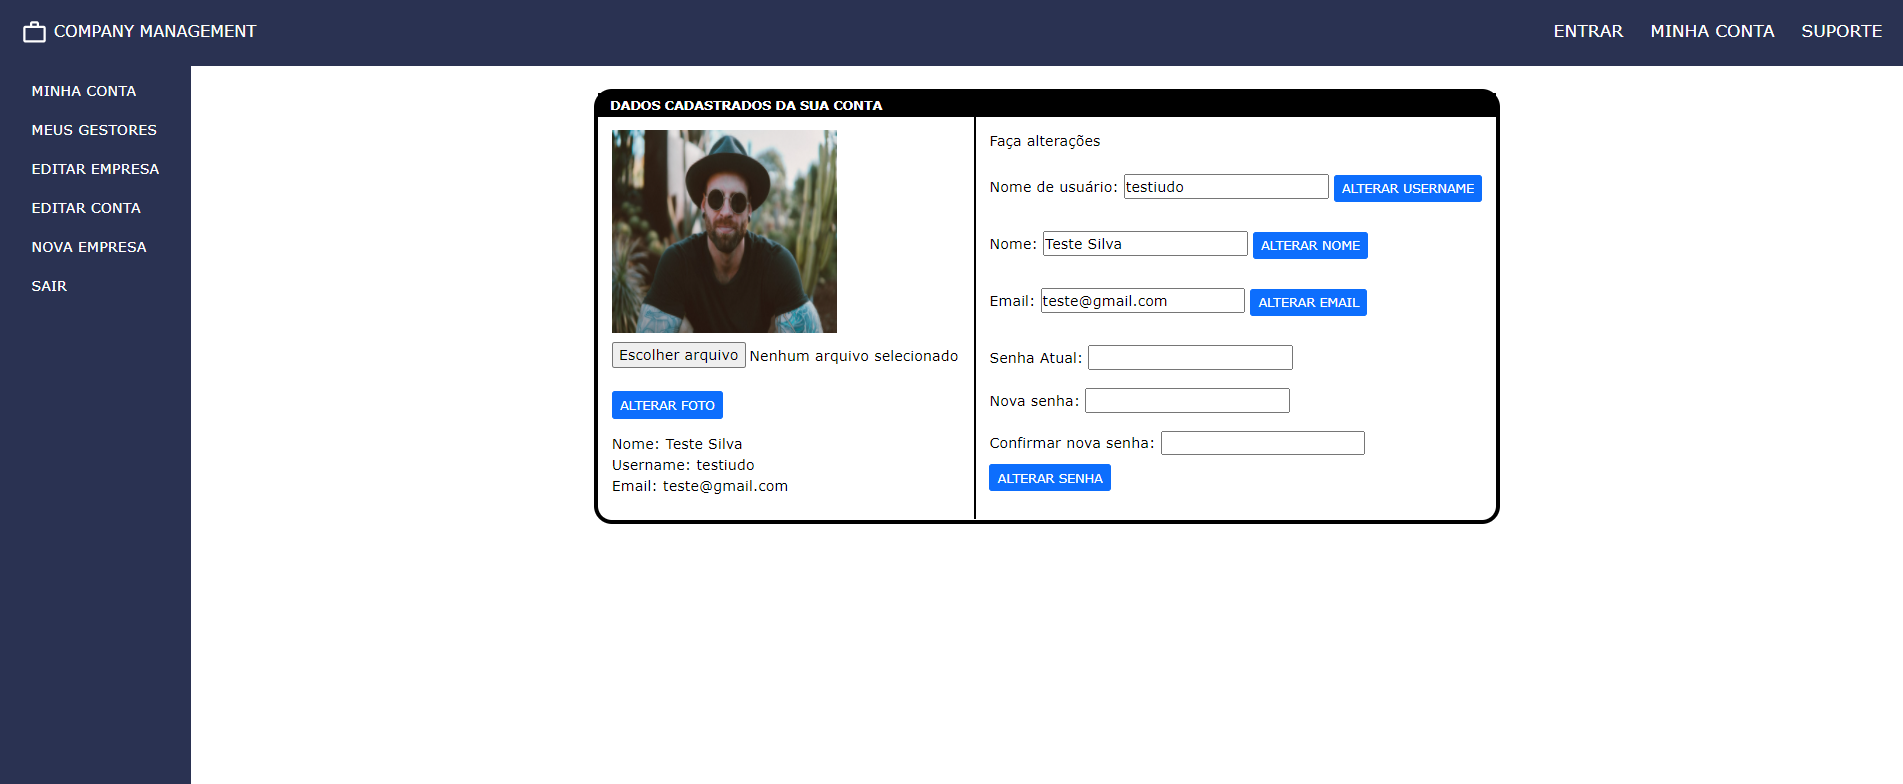 COMPANY MANAGEMENT
ENTRAR
MINHA CONTA
SUPORTE
MINHA CONTA
MEUS GESTORES
EDITAR EMPRESA
EDITAR CONTA
NOVA EMPRESA
SAIR
DADOS CADASTRADOS DA SUA CONTA
Escolher arquivo Nenhum arquivo selecionado
ALTERAR FOTO
Nome: Teste Silva
Username: testiudo
Email: teste@gmail.com
Faça alterações
Nome de usuário: testiudo ALTERAR USERNAME
Nome: Teste Silva ALTERAR NOME
Email: teste@gmail.com ALTERAR EMAIL
Senha Atual:
Nova senha:
Confirmar nova senha:
ALTERAR SENHA